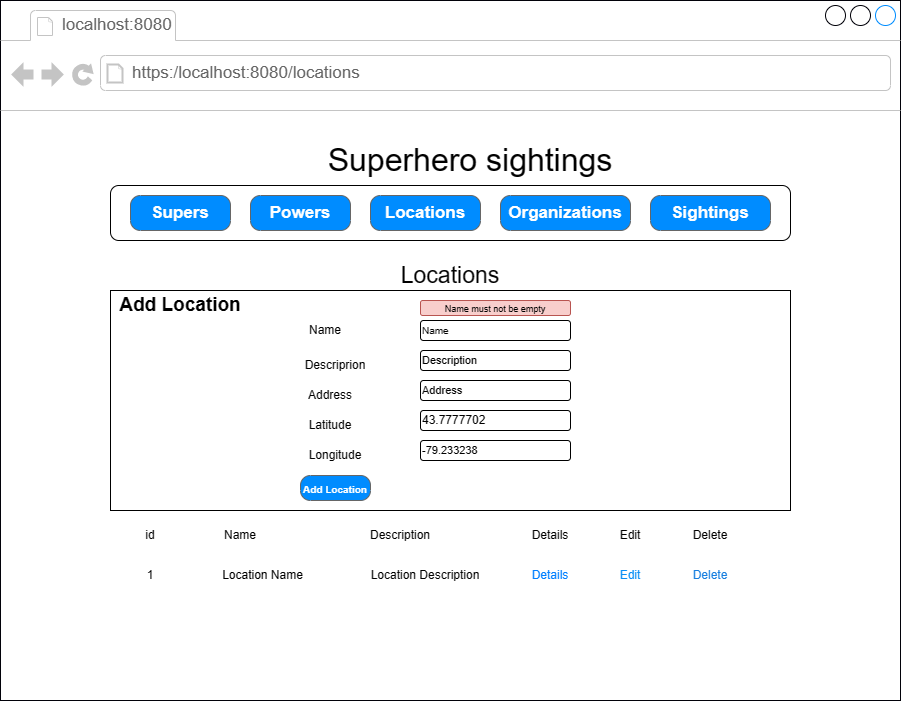 localhost:8080
https:/localhost:8080/locations
Superhero sightings
Supers Powers Locations Organizations Sightings
Locations
Add Location
Name must not be empty
Name Name
Descriprion Description
Address Address
Latitude 43.7777702
Longitude -79.233238
Add Location
id Name Description Details Edit Delete
1 Location Name Location Description Details Edit Delete